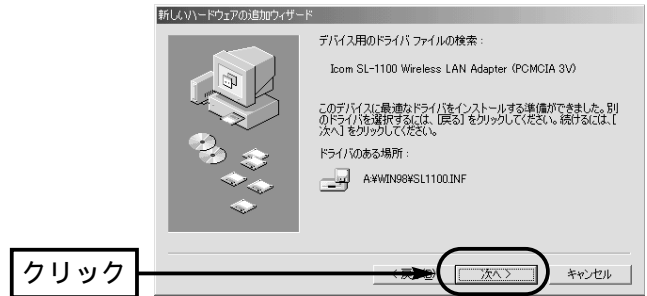 新しいハードウェアの追加ウィザード
デバイス用のドライバ ファイルの検索 :
Icom SL-1100 Wireless LAN Adapter (PCMCIA 3V)
このデバイスに最適なドライバをインストールする準備ができました。別
のドライバを選択するには、[戻る] をクリックしてください。続けるには、[
次へ] をクリックしてください。
ドライバのある場所 :
A:¥WIN98¥SL1100.INF
クリック
次へ >
キャンセル